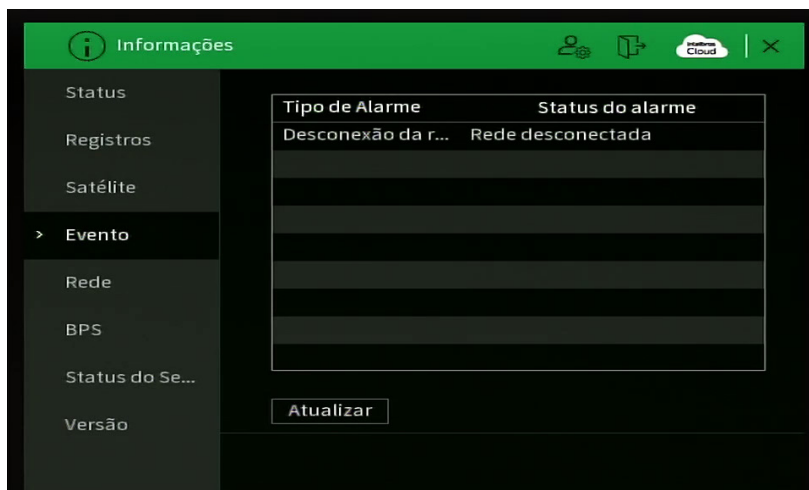 Informações
intelbras
Cloud
Status
Registros
Satélite
Evento
Rede
BPS
Status do Se...
Versão
Tipo de Alarme Status do alarme
Desconexão da r... Rede desconectada
Atualizar